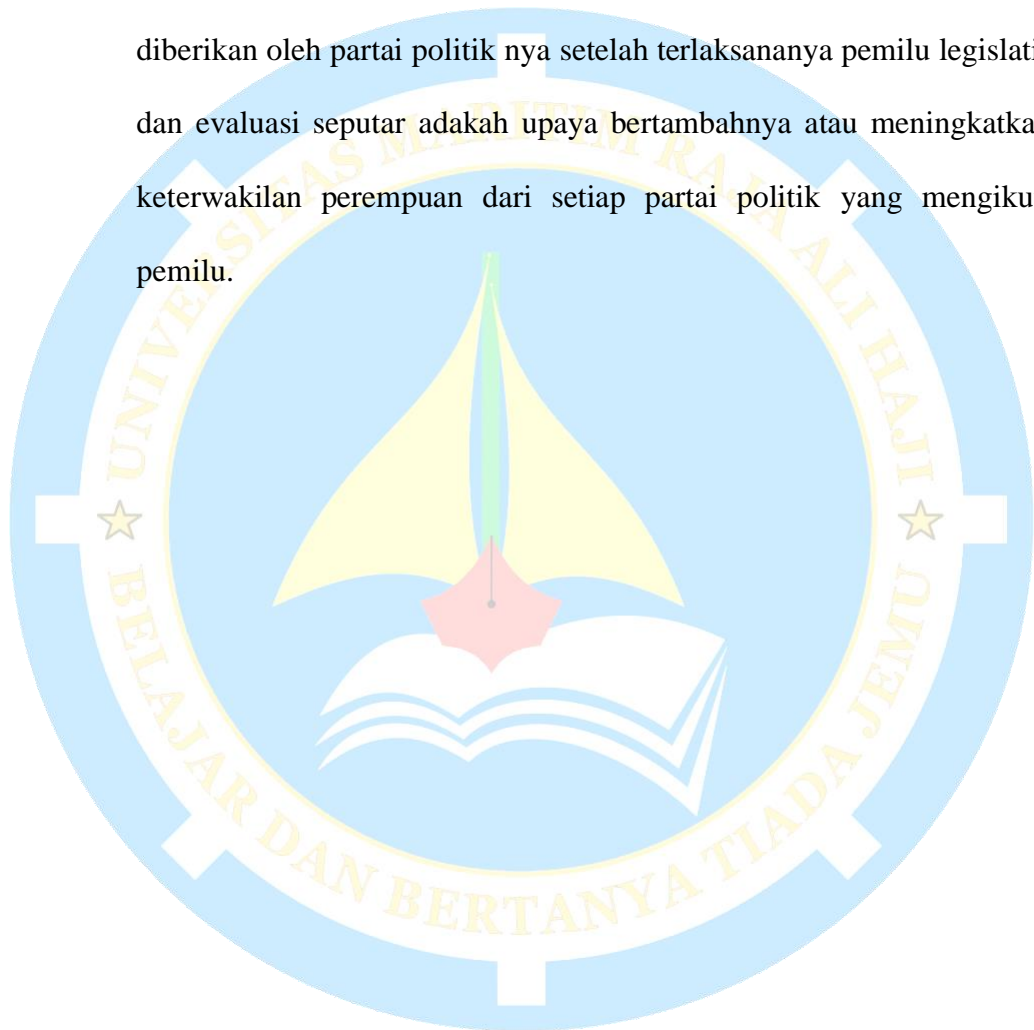 diberikan oleh partai politik nya setelah terlaksananya pemilu legislati
dan evaluasi seputar adakah upaya bertambahnya atau meningkatka
keterwakilan perempuan dari setiap partai politik yang mengiku
pemilu.
UNIVERSITAS MARITIM RAJA ALI HAJI
BELAJAR DAN BERTANYA TIADA JEMU